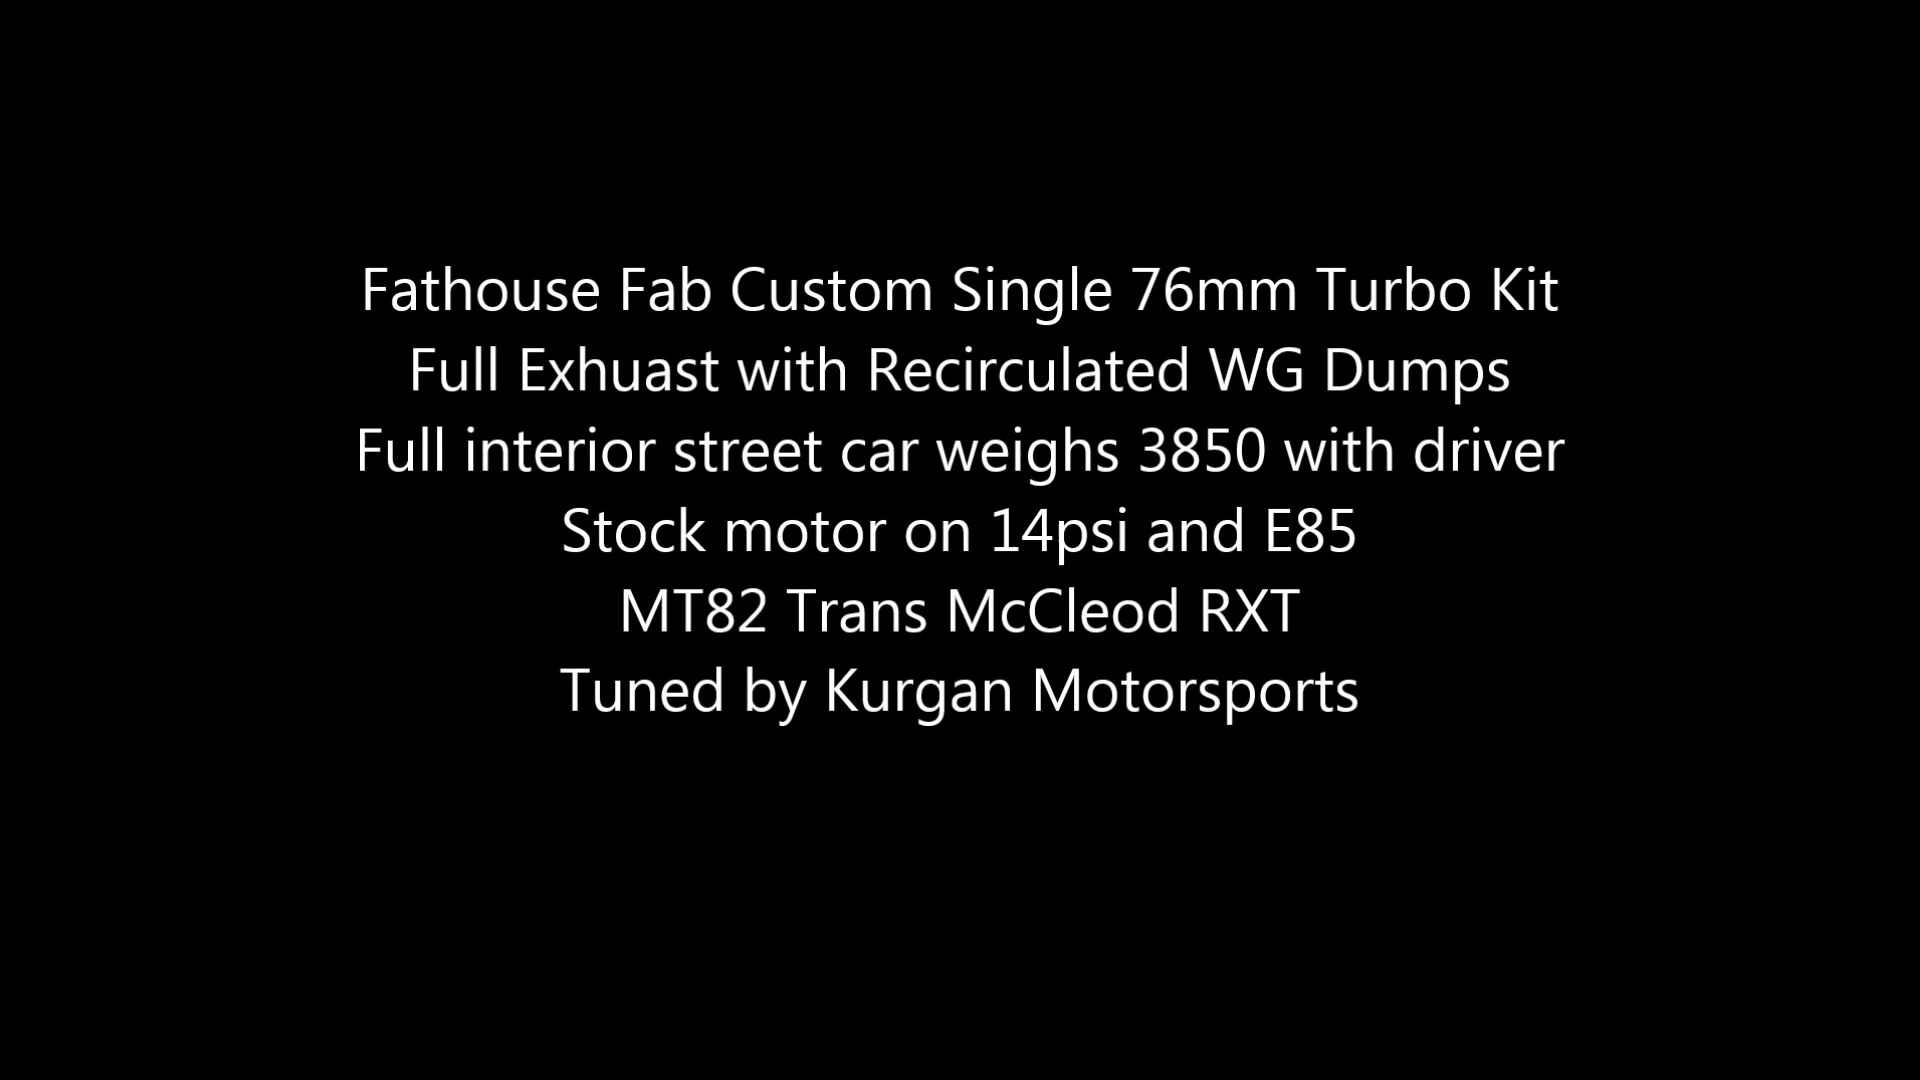 Fathouse Fab Custom Single 76mm Turbo Kit
Full Exhuast with Recirculated WG Dumps
Full interior street car weighs 3850 with driver
Stock motor on 14psi and E85
MT82 Trans McCleod RXT
Tuned by Kurgan Motorsports